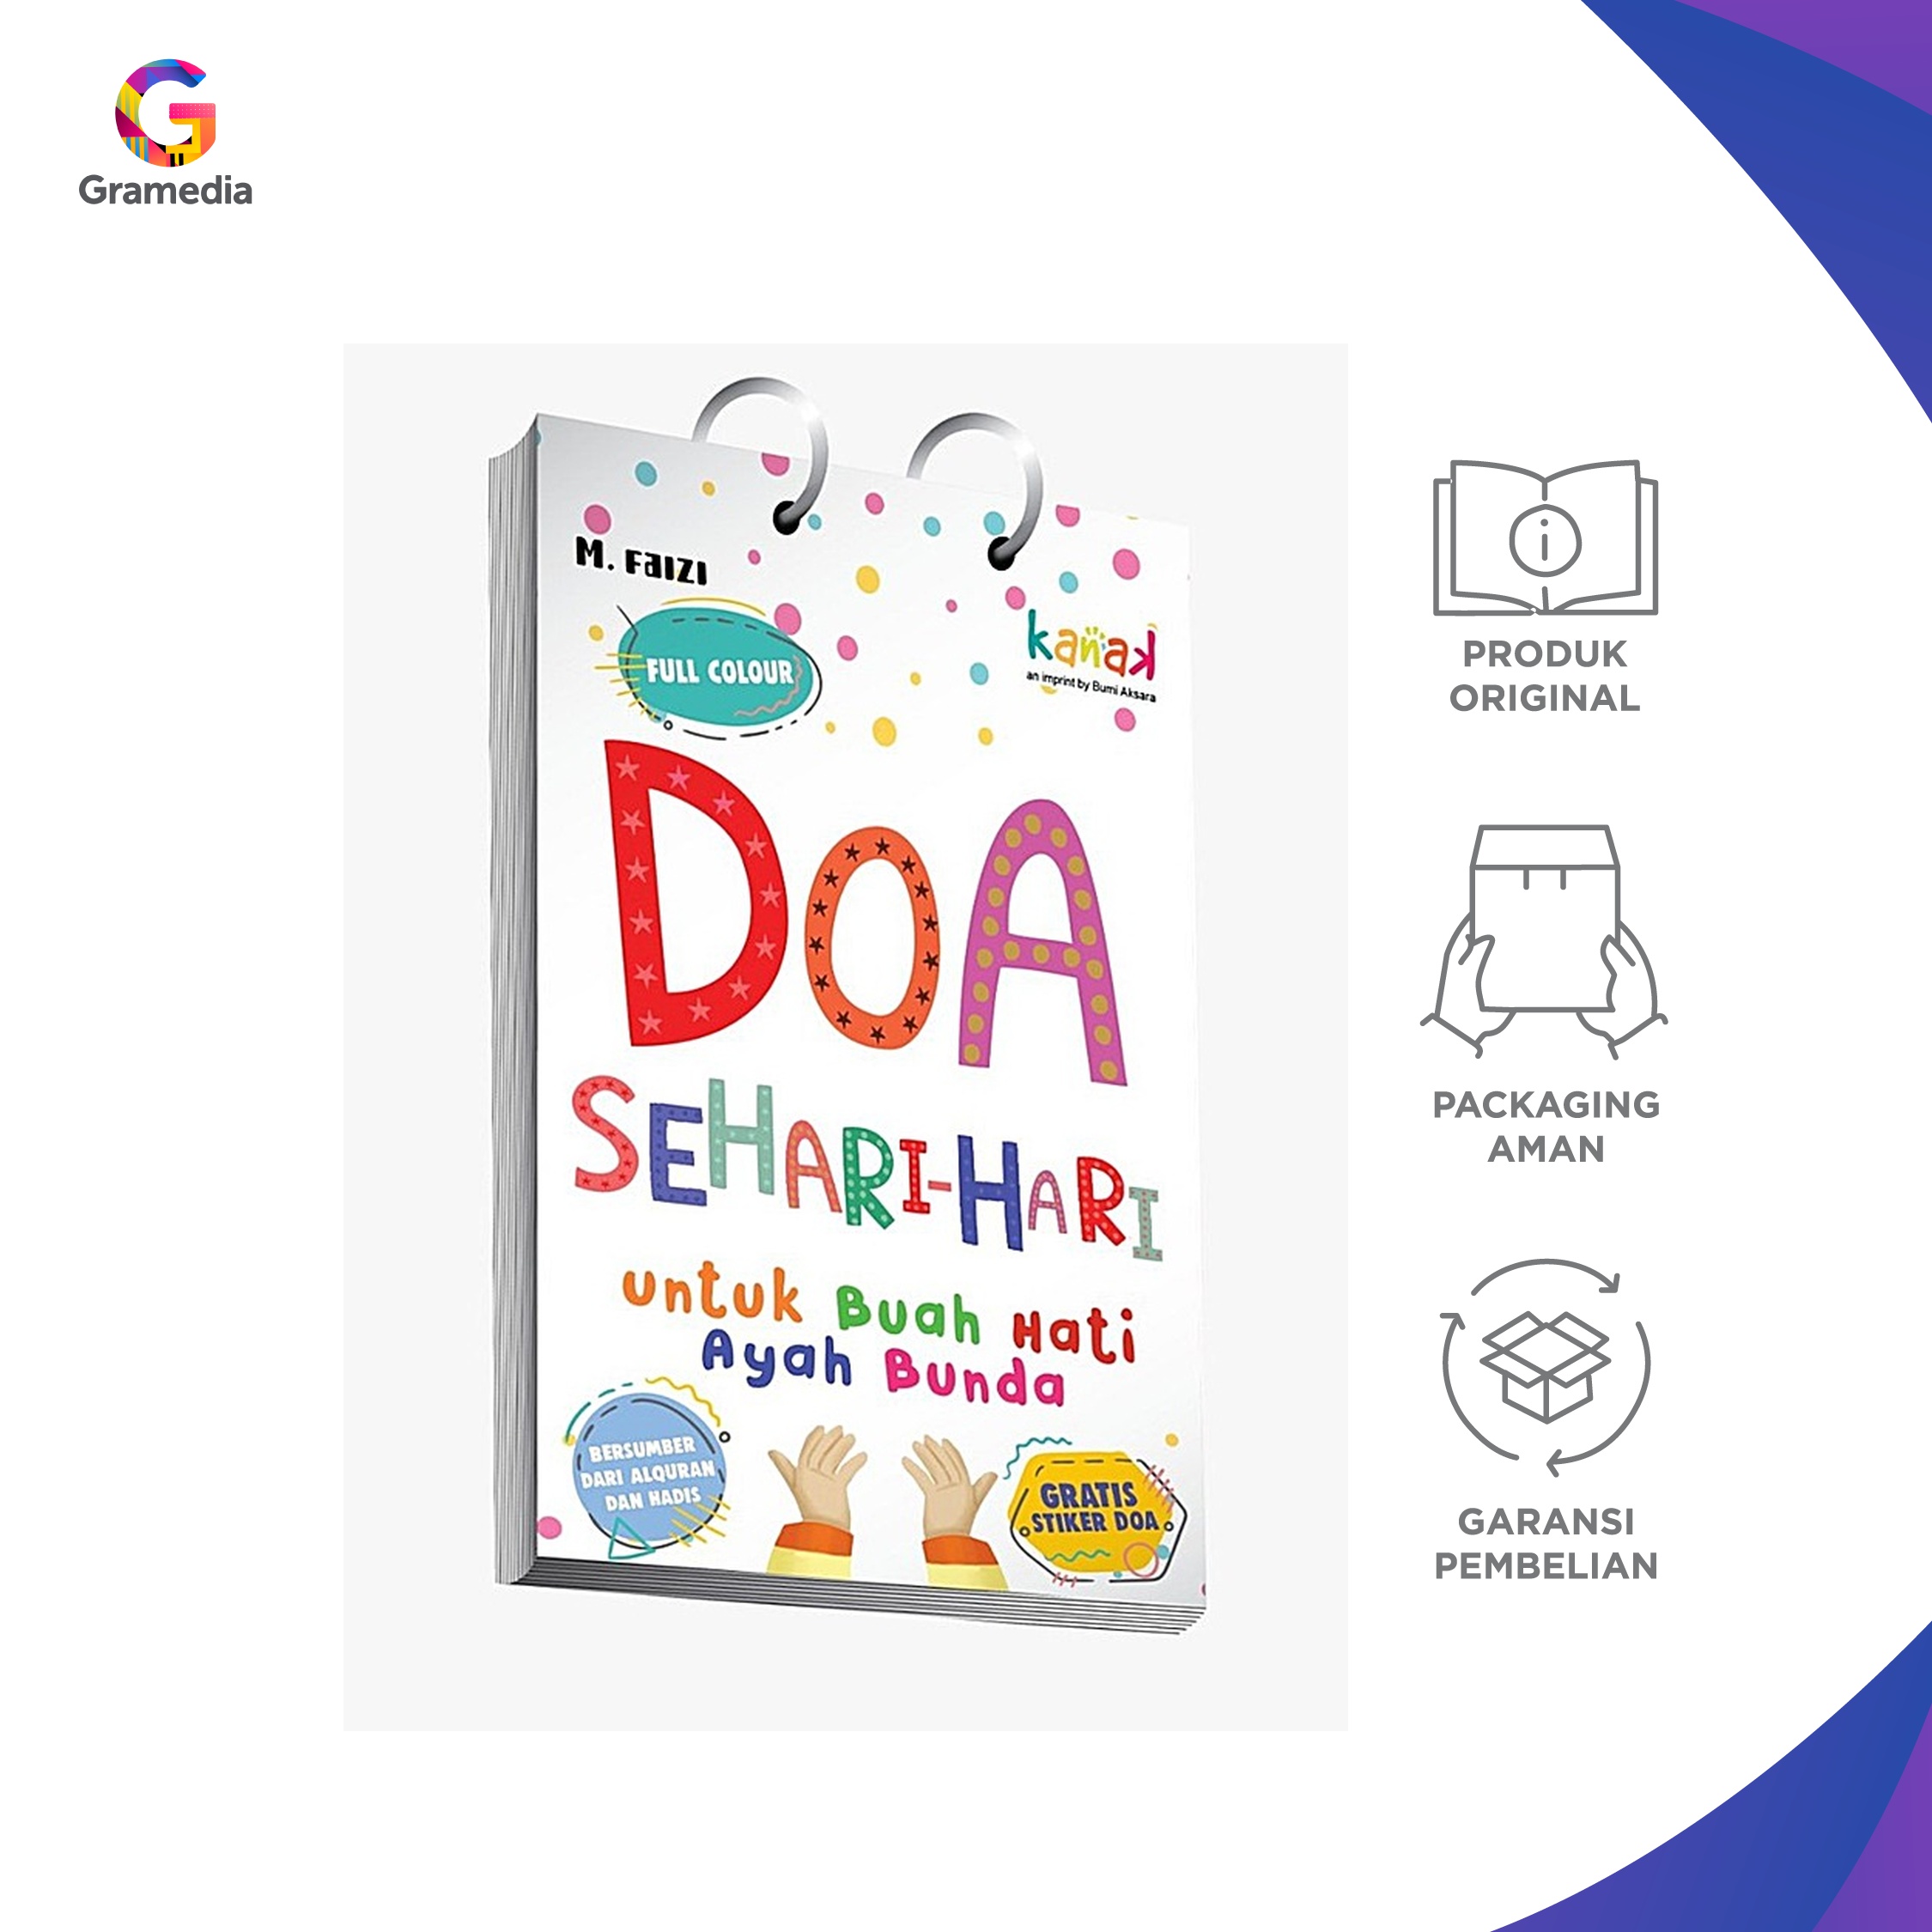 Gramedia
M. Faizi
FULL COLOUR
kanak
an imprint by Bumi Aksara
DOA
SEHARI-HARI
untuk Buah Hati
Ayah Bunda
BERSUMBER
DARI ALQURAN
DAN HADIS
GRATIS
STIKER DOA
PRODUK
ORIGINAL
PACKAGING
AMAN
GARANSI
PEMBELIAN